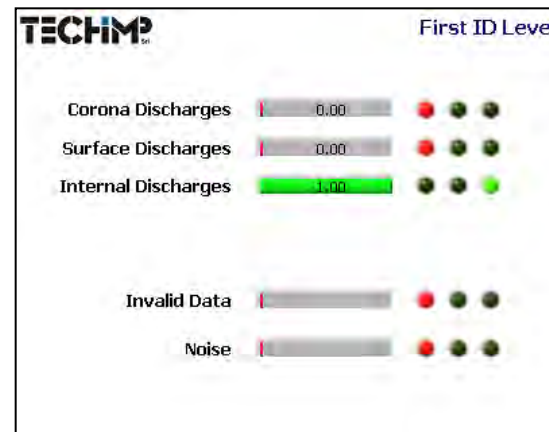 TECHIMP Srl
First ID Leve
Corona Discharges 0.00
Surface Discharges 0.00
Internal Discharges 1.00
Invalid Data
Noise